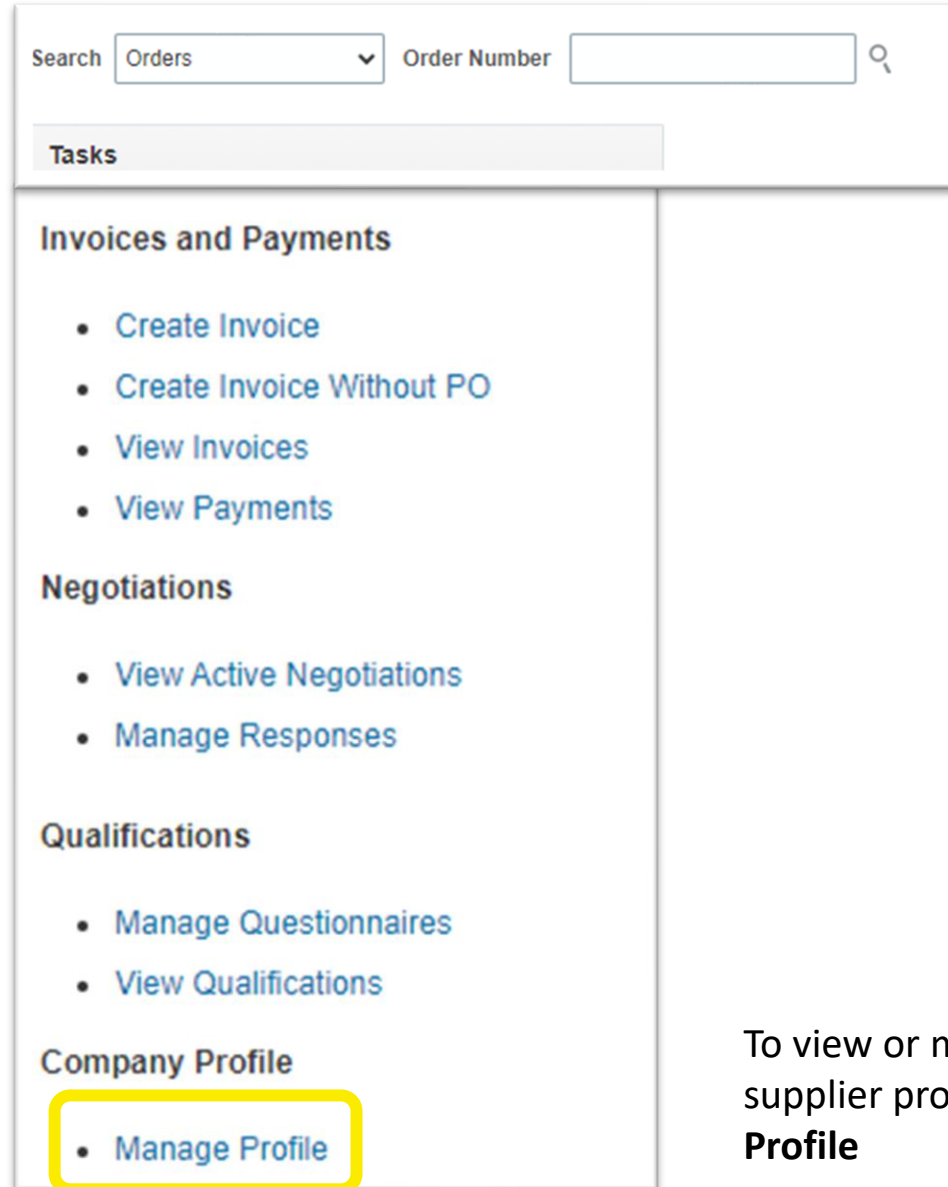 Search Orders Order Number
Tasks
Invoices and Payments
• Create Invoice
• Create Invoice Without PO
• View Invoices
• View Payments
Negotiations
• View Active Negotiations
• Manage Responses
Qualifications
• Manage Questionnaires
• View Qualifications
Company Profile
• Manage Profile
To view or
supplier
Profile